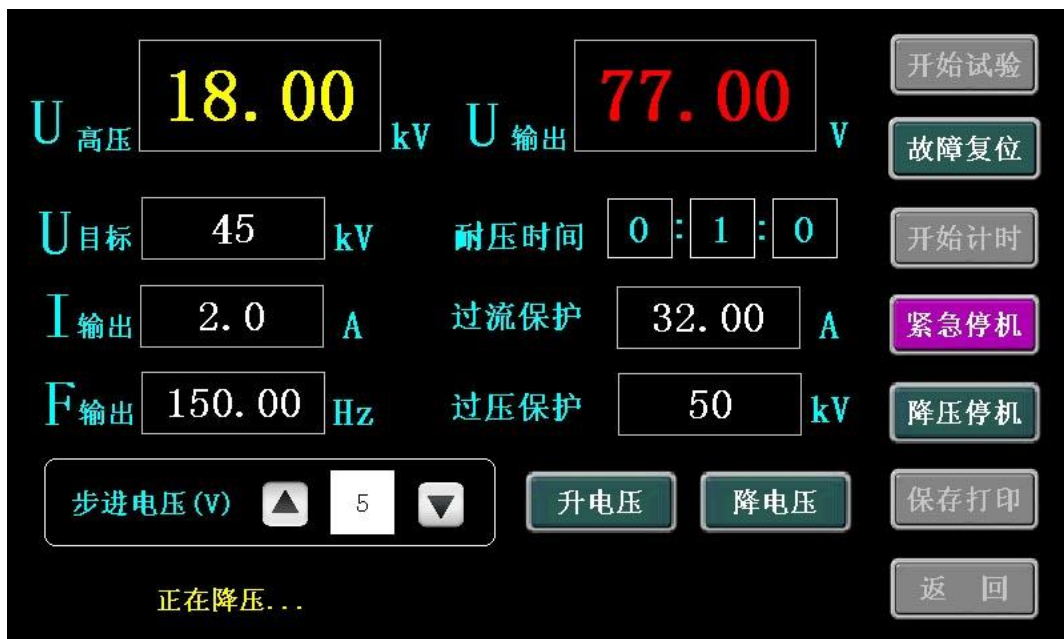 U高压 18.00 kV U输出 77.00 V 开始试验
故障复位
U目标 45 kV 耐压时间 0:1:0 开始计时
I输出 2.0 A 过流保护 32.00 A 紧急停机
F输出 150.00 Hz 过压保护 50 kV 降压停机
步进电压(V) 5 升电压 降电压 保存打印
正在降压... 返 回